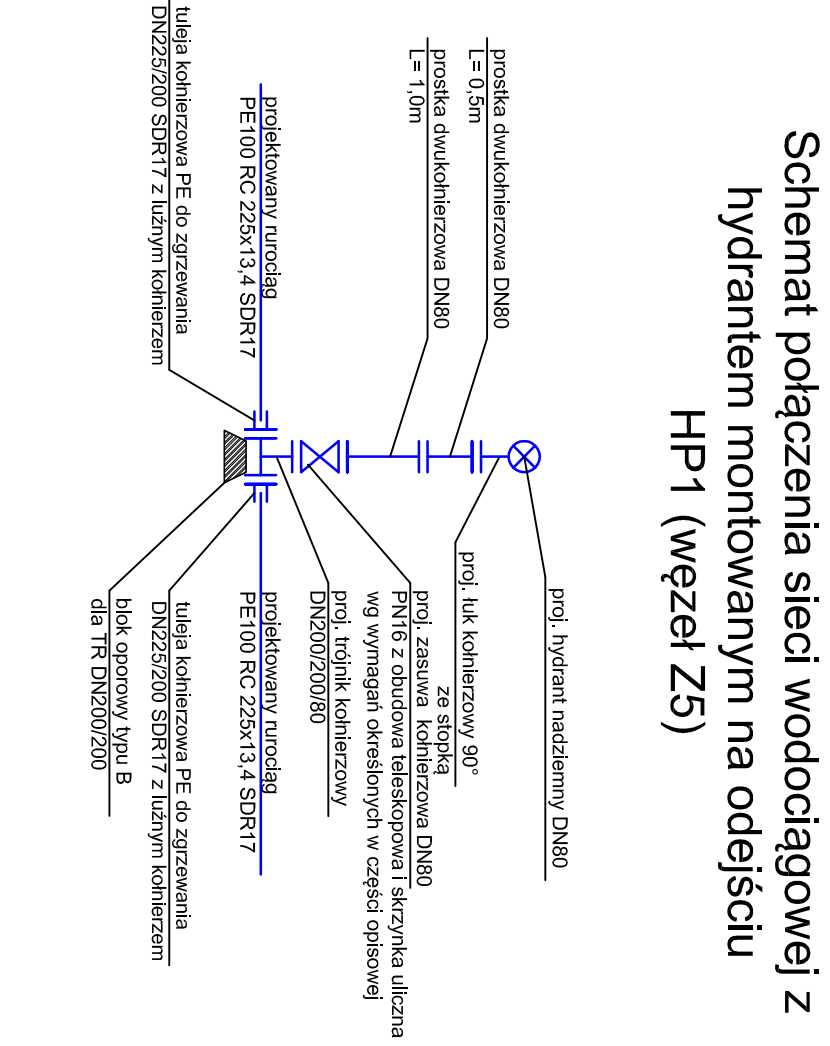 Schemat połączenia sieci wodociągowej z
hydrantem montowanym na odejściu
HP1 (węzeł Z5)
proj. hydrant nadziemny DN80
prostka dwukołnierzowa DN80
L= 0,5m
proj. łuk kołnierzowy 90°
ze stopką
prostka dwukołnierzowa DN80
L= 1,0m
proj. zasuwa kołnierzowa DN80
PN16 z obudowa teleskopowa i skrzynka uliczna
wg wymagań określonych w części opisowej
proj. trójnik kołnierzowy
DN200/200/80
projektowany rurociąg
PE100 RC 225x13,4 SDR17
projektowany rurociąg
PE100 RC 225x13,4 SDR17
tuleja kołnierzowa PE do zgrzewania
DN225/200 SDR17 z luźnym kołnierzem
tuleja kołnierzowa PE do zgrzewania
DN225/200 SDR17 z luźnym kołnierzem
blok oporowy typu B
dla TR DN200/200